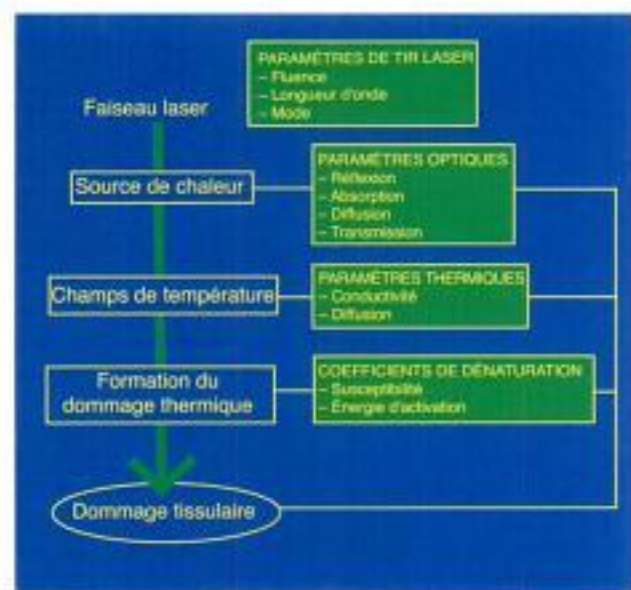 PARAMÈTRES DE TIR LASER
– Fluence
– Longueur d'onde
– Mode
Faiseau laser
PARAMÈTRES OPTIQUES
– Réflexion
– Absorption
– Diffusion
– Transmission
Source de chaleur
PARAMÈTRES THERMIQUES
– Conductivité
– Diffusion
Champs de température
COEFFICIENTS DE DÉNATURATION
– Susceptibilité
– Énergie d'activation
Formation du
dommage thermique
Dommage tissulaire